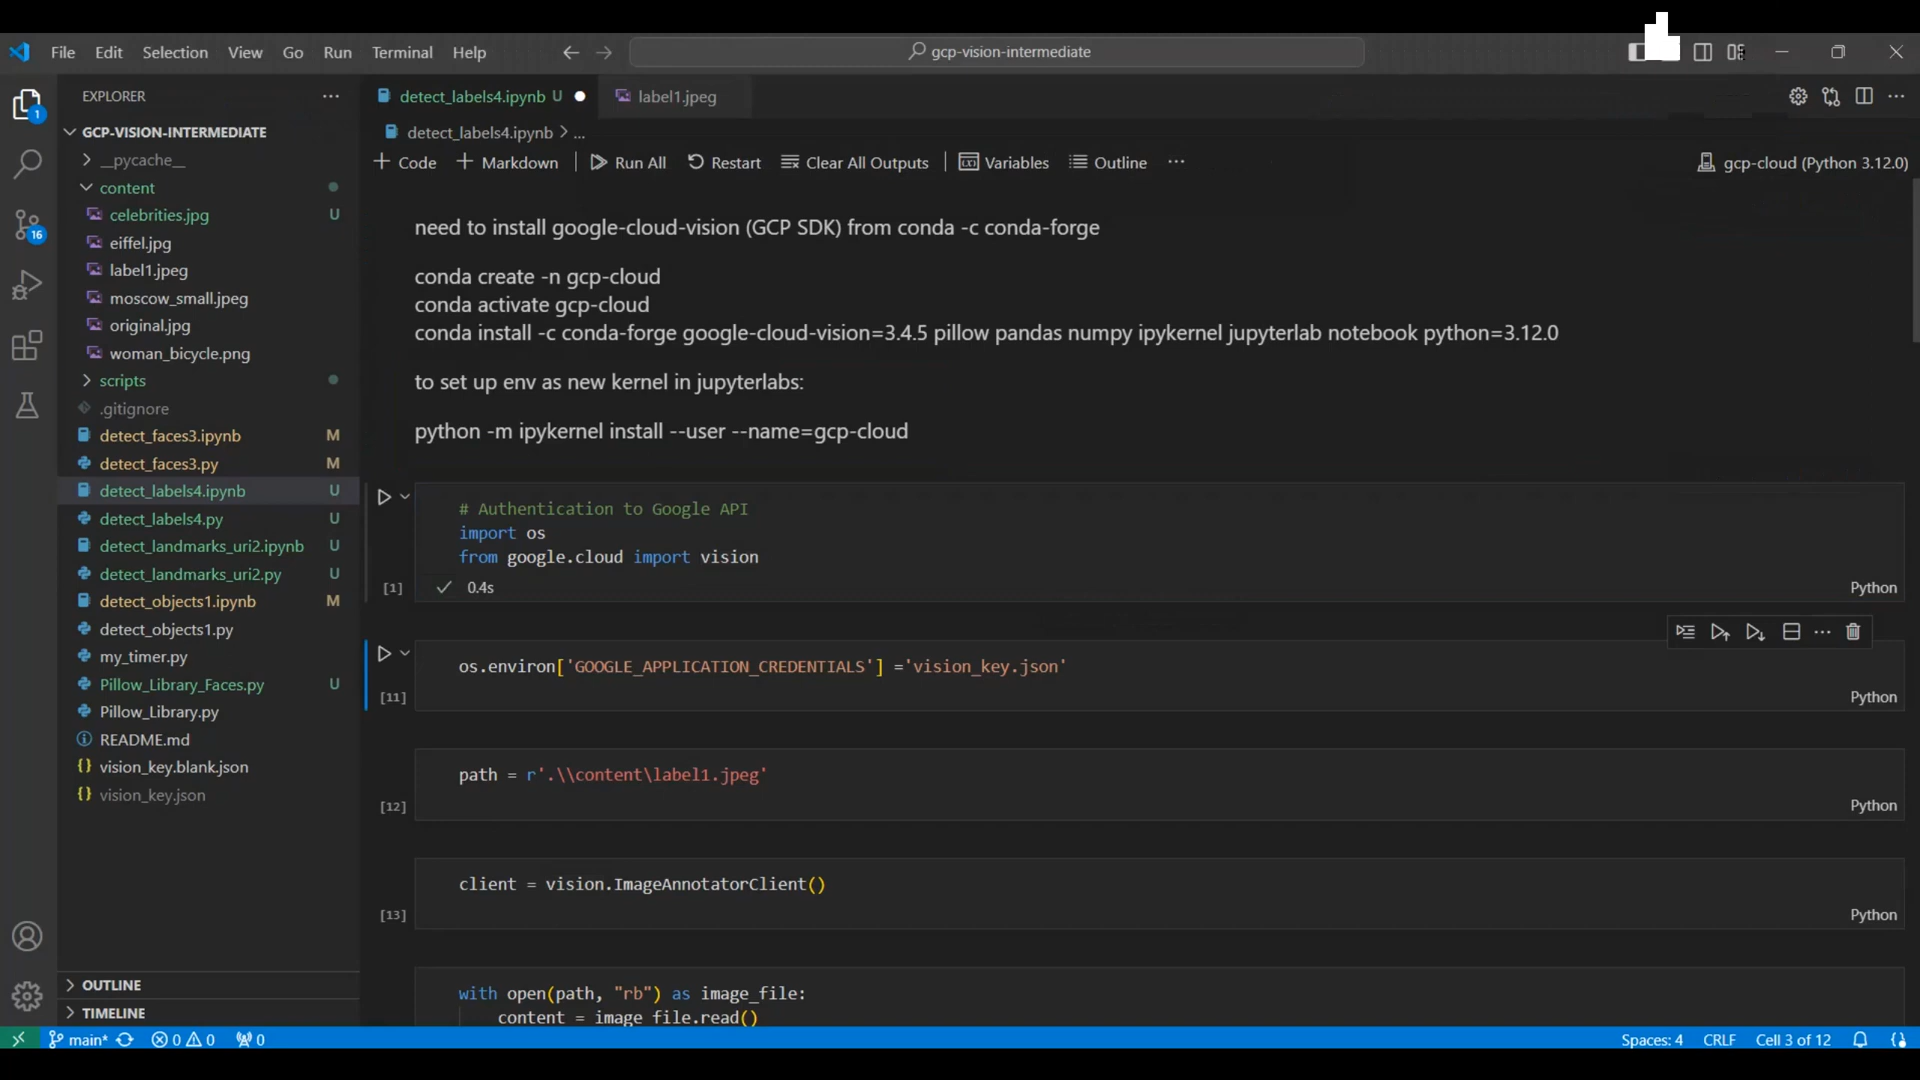 File Edit Selection View Go Run Terminal Help
gcp-vision-intermediate
EXPLORER
GCP-VISION-INTERMEDIATE
__pycache__
content
celebrities.jpg U
eiffel.jpg
label1.jpeg
moscow_small.jpeg
original.jpg
woman_bicycle.png
scripts
.gitignore
detect_faces3.ipynb M
detect_faces3.py M
detect_labels4.ipynb U
detect_labels4.py U
detect_landmarks_uri2.ipynb U
detect_landmarks_uri2.py U
detect_objects1.ipynb M
detect_objects1.py
my_timer.py
Pillow_Library_Faces.py U
Pillow_Library.py
README.md
vision_key.blank.json
vision_key.json
OUTLINE
TIMELINE
1
16
detect_labels4.ipynb U
label1.jpeg
detect_labels4.ipynb > ...
Code Markdown Run All Restart Clear All Outputs Variables Outline ...
gcp-cloud (Python 3.12.0)
need to install google-cloud-vision (GCP SDK) from conda -c conda-forge
conda create -n gcp-cloud
conda activate gcp-cloud
conda install -c conda-forge google-cloud-vision=3.4.5 pillow pandas numpy ipykernel jupyterlab notebook python=3.12.0
to set up env as new kernel in jupyterlabs:
python -m ipykernel install --user --name=gcp-cloud
# Authentication to Google API
import os
from google.cloud import vision
[1] 0.4s Python
os.environ['GOOGLE_APPLICATION_CREDENTIALS'] ='vision_key.json'
[11] Python
path = r'.\\content\label1.jpeg'
[12] Python
client = vision.ImageAnnotatorClient()
[13] Python
with open(path, "rb") as image_file:
content = image_file.read()
main* 0 0 0
Spaces: 4 CRLF Cell 3 of 12